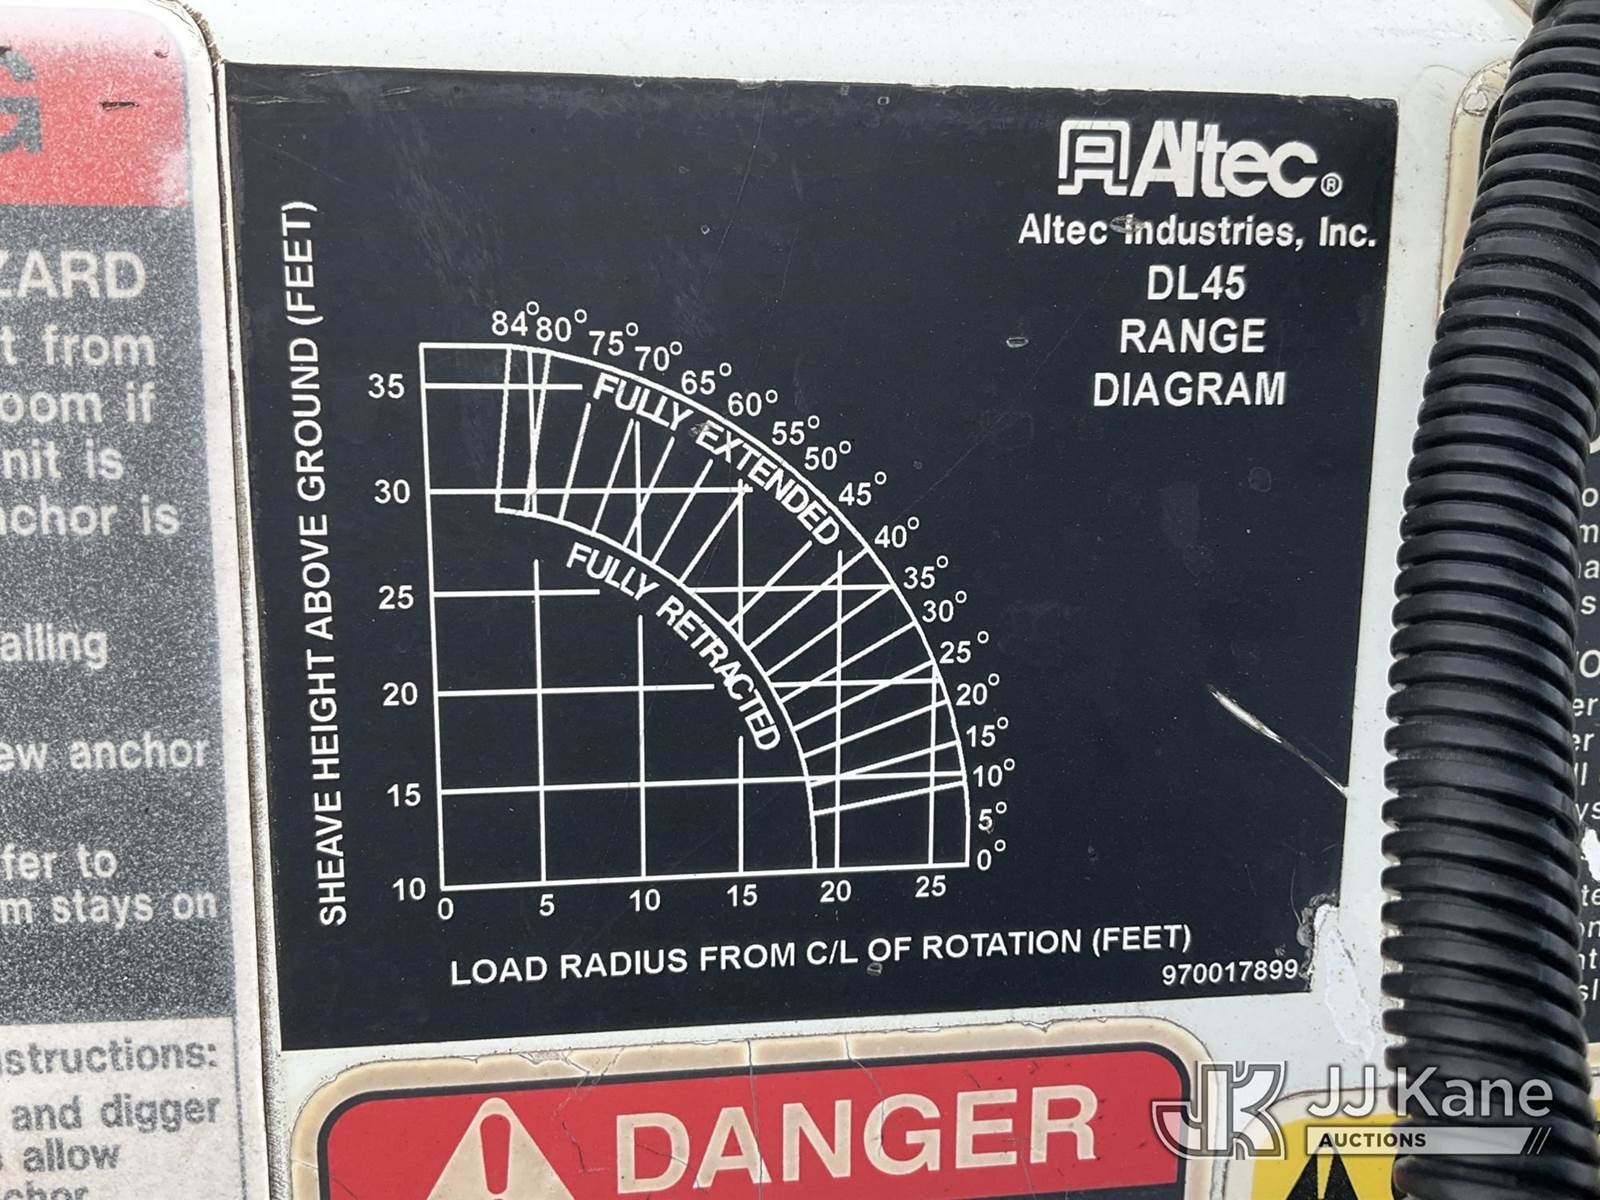 G
ZARD
t from
oom if
nit is
nchor is
alling
ew anchor
fer to
m stays on
nstructions:
and digger
allow
chor
Altec®
Altec Industries, Inc.
DL45
RANGE
DIAGRAM
SHEAVE HEIGHT ABOVE GROUND (FEET)
35
30
25
20
15
10
84° 80° 75° 70° 65° 60° 55° 50° 45° 40° 35° 30° 25° 20° 15° 10° 5° 0°
FULLY EXTENDED
FULLY RETRACTED
0 5 10 15 20 25
LOAD RADIUS FROM C/L OF ROTATION (FEET)
970017899
DANGER
JK
JJ Kane
AUCTIONS